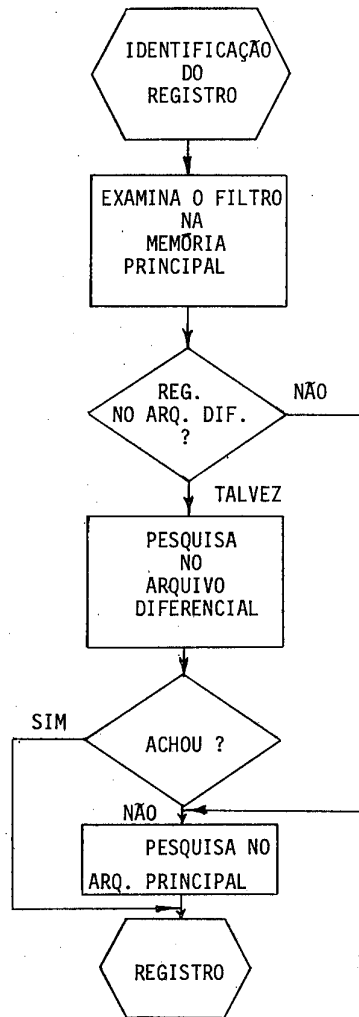 IDENTIFICAÇÃO
DO
REGISTRO
EXAMINA O FILTRO
NA
MEMÓRIA
PRINCIPAL
REG.
NO ARQ. DIF.
?
NÃO
TALVEZ
PESQUISA
NO
ARQUIVO
DIFERENCIAL
SIM
ACHOU ?
NÃO
PESQUISA NO
ARQ. PRINCIPAL
REGISTRO